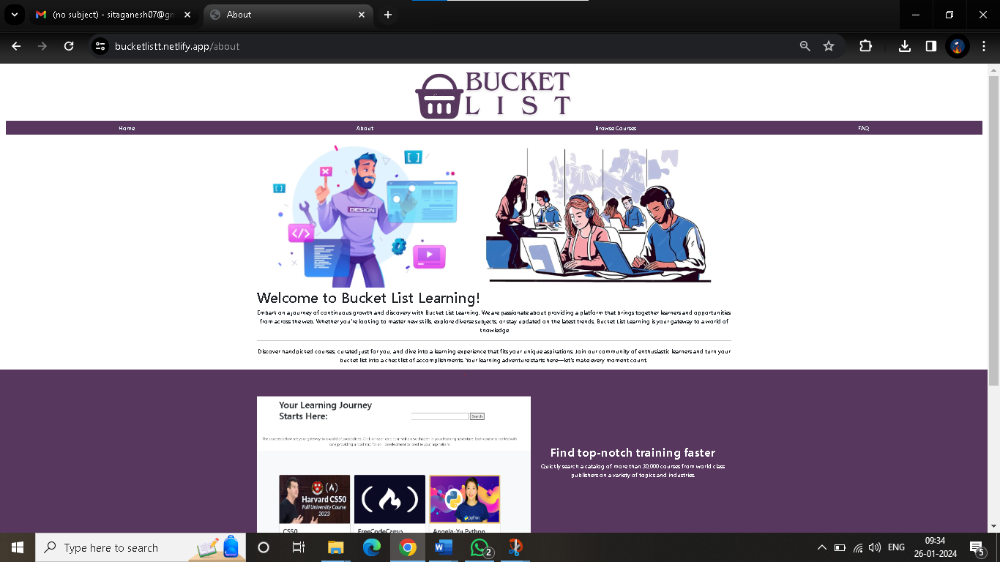 (no subject) - sitaganesh07@gn
About
bucketlistt.netlify.app/about
BUCKET
LIST
Home About Browse Courses FAQ
DESIGN
Welcome to Bucket List Learning!
Embark on a journey of continuous growth and discovery with Bucket List Learning. We are passionate about providing a platform that brings together learners and opportunities
from across the web. Whether you're looking to master new skills, explore diverse subjects, or stay updated on the latest trends, Bucket List Learning is your gateway to a world of
knowledge
Discover handpicked courses, curated just for you, and dive into a learning experience that fits your unique aspirations. Join our community of enthusiastic learners and turn your
bucket list into a checklist of accomplishments. Your learning adventure starts here—let's make every moment count.
Your Learning Journey
Starts Here:
Search
Harvard CS50
Full University Course
2023
python
CS50
FreeCodeCamp
Angela-Yu Python
Find top-notch training faster
Quickly search a catalog of more than 30,000 courses from world class
publishers on a variety of topics and industries.
Type here to search
2
ENG
09:34
26-01-2024
5